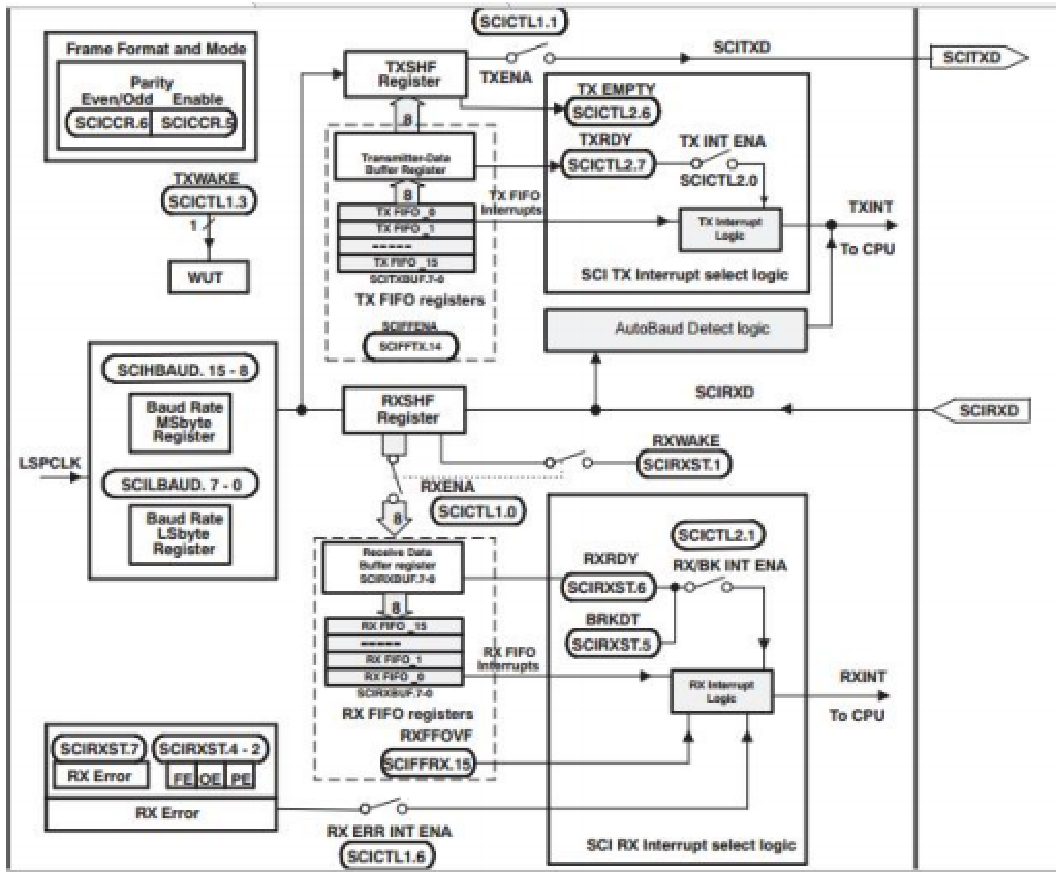 SCICTL1.1
Frame Format and Mode
Parity
Even/Odd Enable
SCICCR.6 SCICCR.5
TXSHF
Register
TXENA
SCITXD
SCITXD
8
TX EMPTY
SCICTL2.6
TXRDY
SCICTL2.7
TX INT ENA
SCICTL2.0
Transmitter-Data
Buffer Register
8
TX FIFO
Interrupts
TXWAKE
SCICTL1.3
1
WUT
TX FIFO _0
TX FIFO _1
-----
TX FIFO _15
SCITXBUF.7-0
TX FIFO registers
SCIFFENA
SCIFFTX.14
TX Interrupt
Logic
TXINT
To CPU
SCI TX Interrupt select logic
AutoBaud Detect logic
SCIHBAUD. 15 - 8
Baud Rate
MSbyte
Register
LSPCLK
SCILBAUD. 7 - 0
Baud Rate
LSbyte
Register
RXSHF
Register
SCIRXD
SCIRXD
RXWAKE
SCIRXST.1
RXENA
SCICTL1.0
8
Receive Data
Buffer register
SCIRXBUF.7-0
8
RX FIFO _15
-----
RX FIFO_1
RX FIFO _0
SCIRXBUF.7-0
RX FIFO registers
RX FIFO
Interrupts
RXFFOVF
SCIFFRX.15
SCICTL2.1
RXRDY
RX/BK INT ENA
SCIRXST.6
BRKDT
SCIRXST.5
RX Interrupt
Logic
RXINT
To CPU
SCI RX Interrupt select logic
SCIRXST.7 SCIRXST.4 - 2
RX Error FE OE PE
RX Error
RX ERR INT ENA
SCICTL1.6